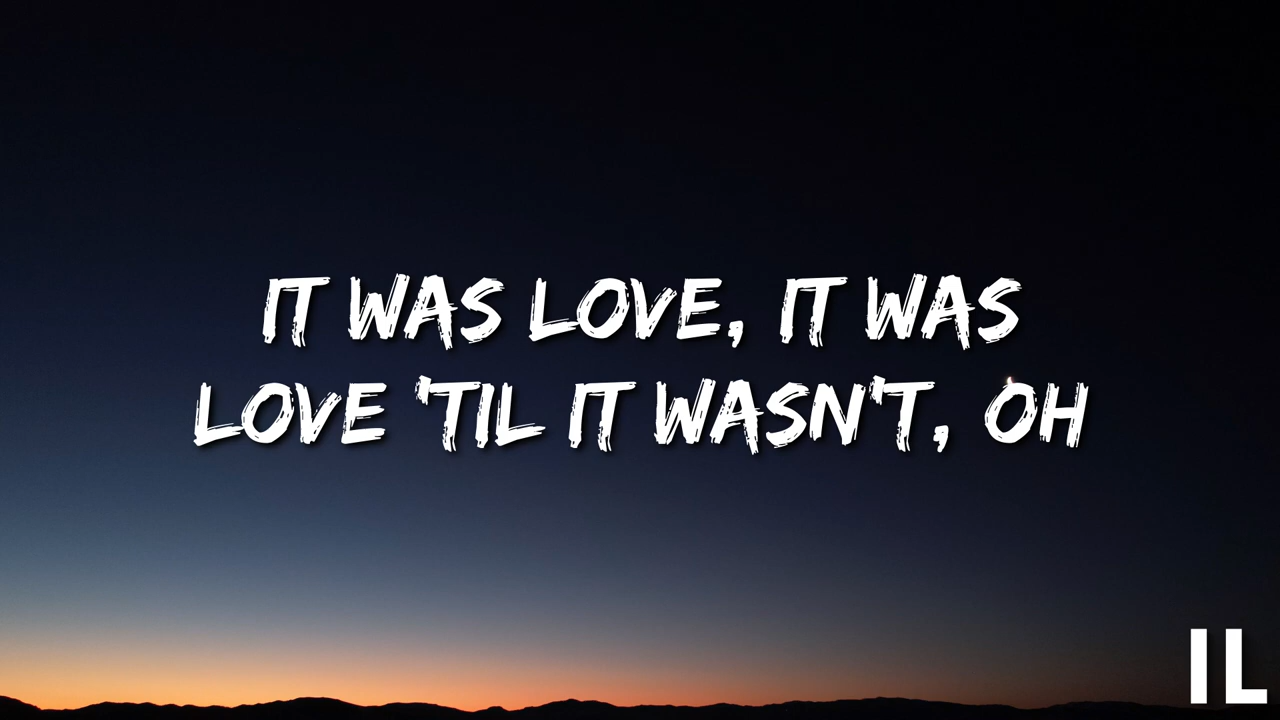 IT WAS LOVE, IT WAS
LOVE 'TIL IT WASN'T, OH
IL